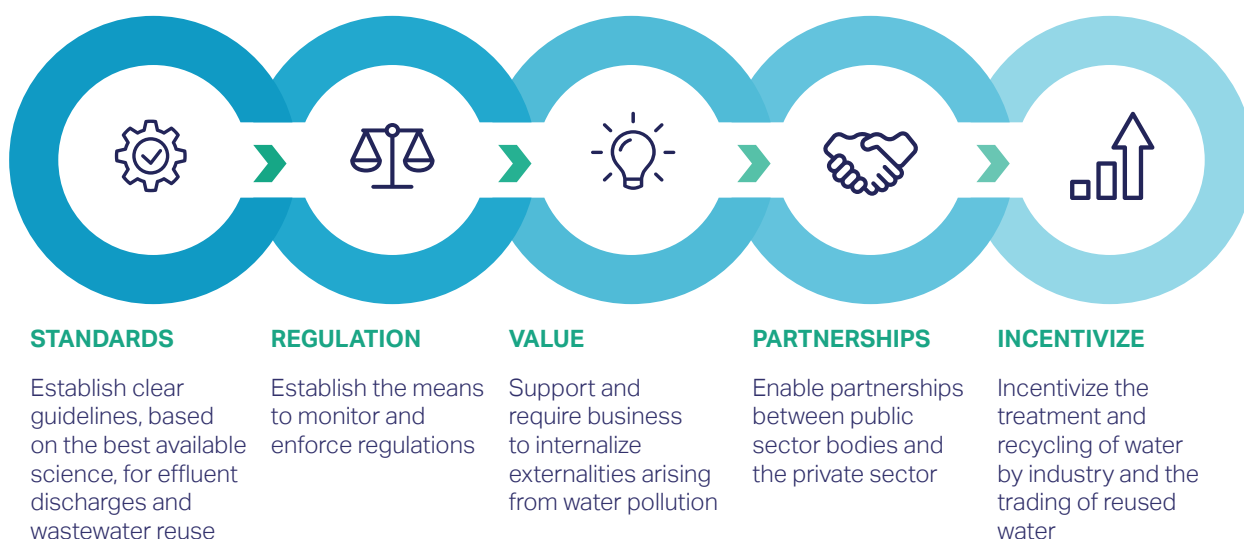 STANDARDS
Establish clear
guidelines, based
on the best available
science, for effluent
discharges and
wastewater reuse
REGULATION
Establish the means
to monitor and
enforce regulations
VALUE
Support and
require business
to internalize
externalities arising
from water pollution
PARTNERSHIPS
Enable partnerships
between public
sector bodies and
the private sector
INCENTIVIZE
Incentivize the
treatment and
recycling of water
by industry and the
trading of reused
water